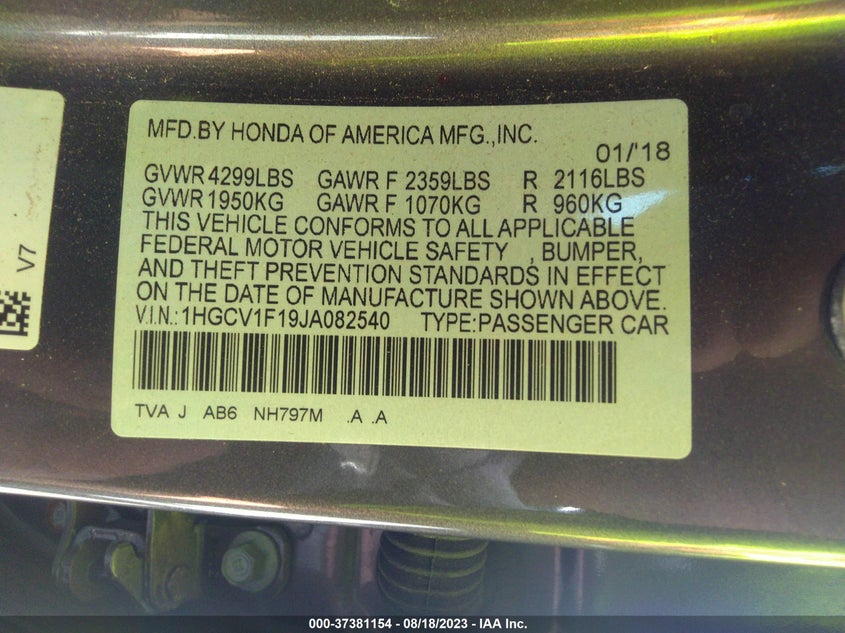 MFD.BY HONDA OF AMERICA MFG.,INC.
01/'18
GVWR 4299LBS GAWR F 2359LBS R 2116LBS
GVWR 1950KG GAWR F 1070KG R 960KG
THIS VEHICLE CONFORMS TO ALL APPLICABLE
FEDERAL MOTOR VEHICLE SAFETY , BUMPER,
AND THEFT PREVENTION STANDARDS IN EFFECT
ON THE DATE OF MANUFACTURE SHOWN ABOVE.
V.I.N.:1HGCV1F19JA082540 TYPE:PASSENGER CAR
TVA J AB6 NH797M .A .A
V7
000-37381154 - 08/18/2023 - IAA Inc.